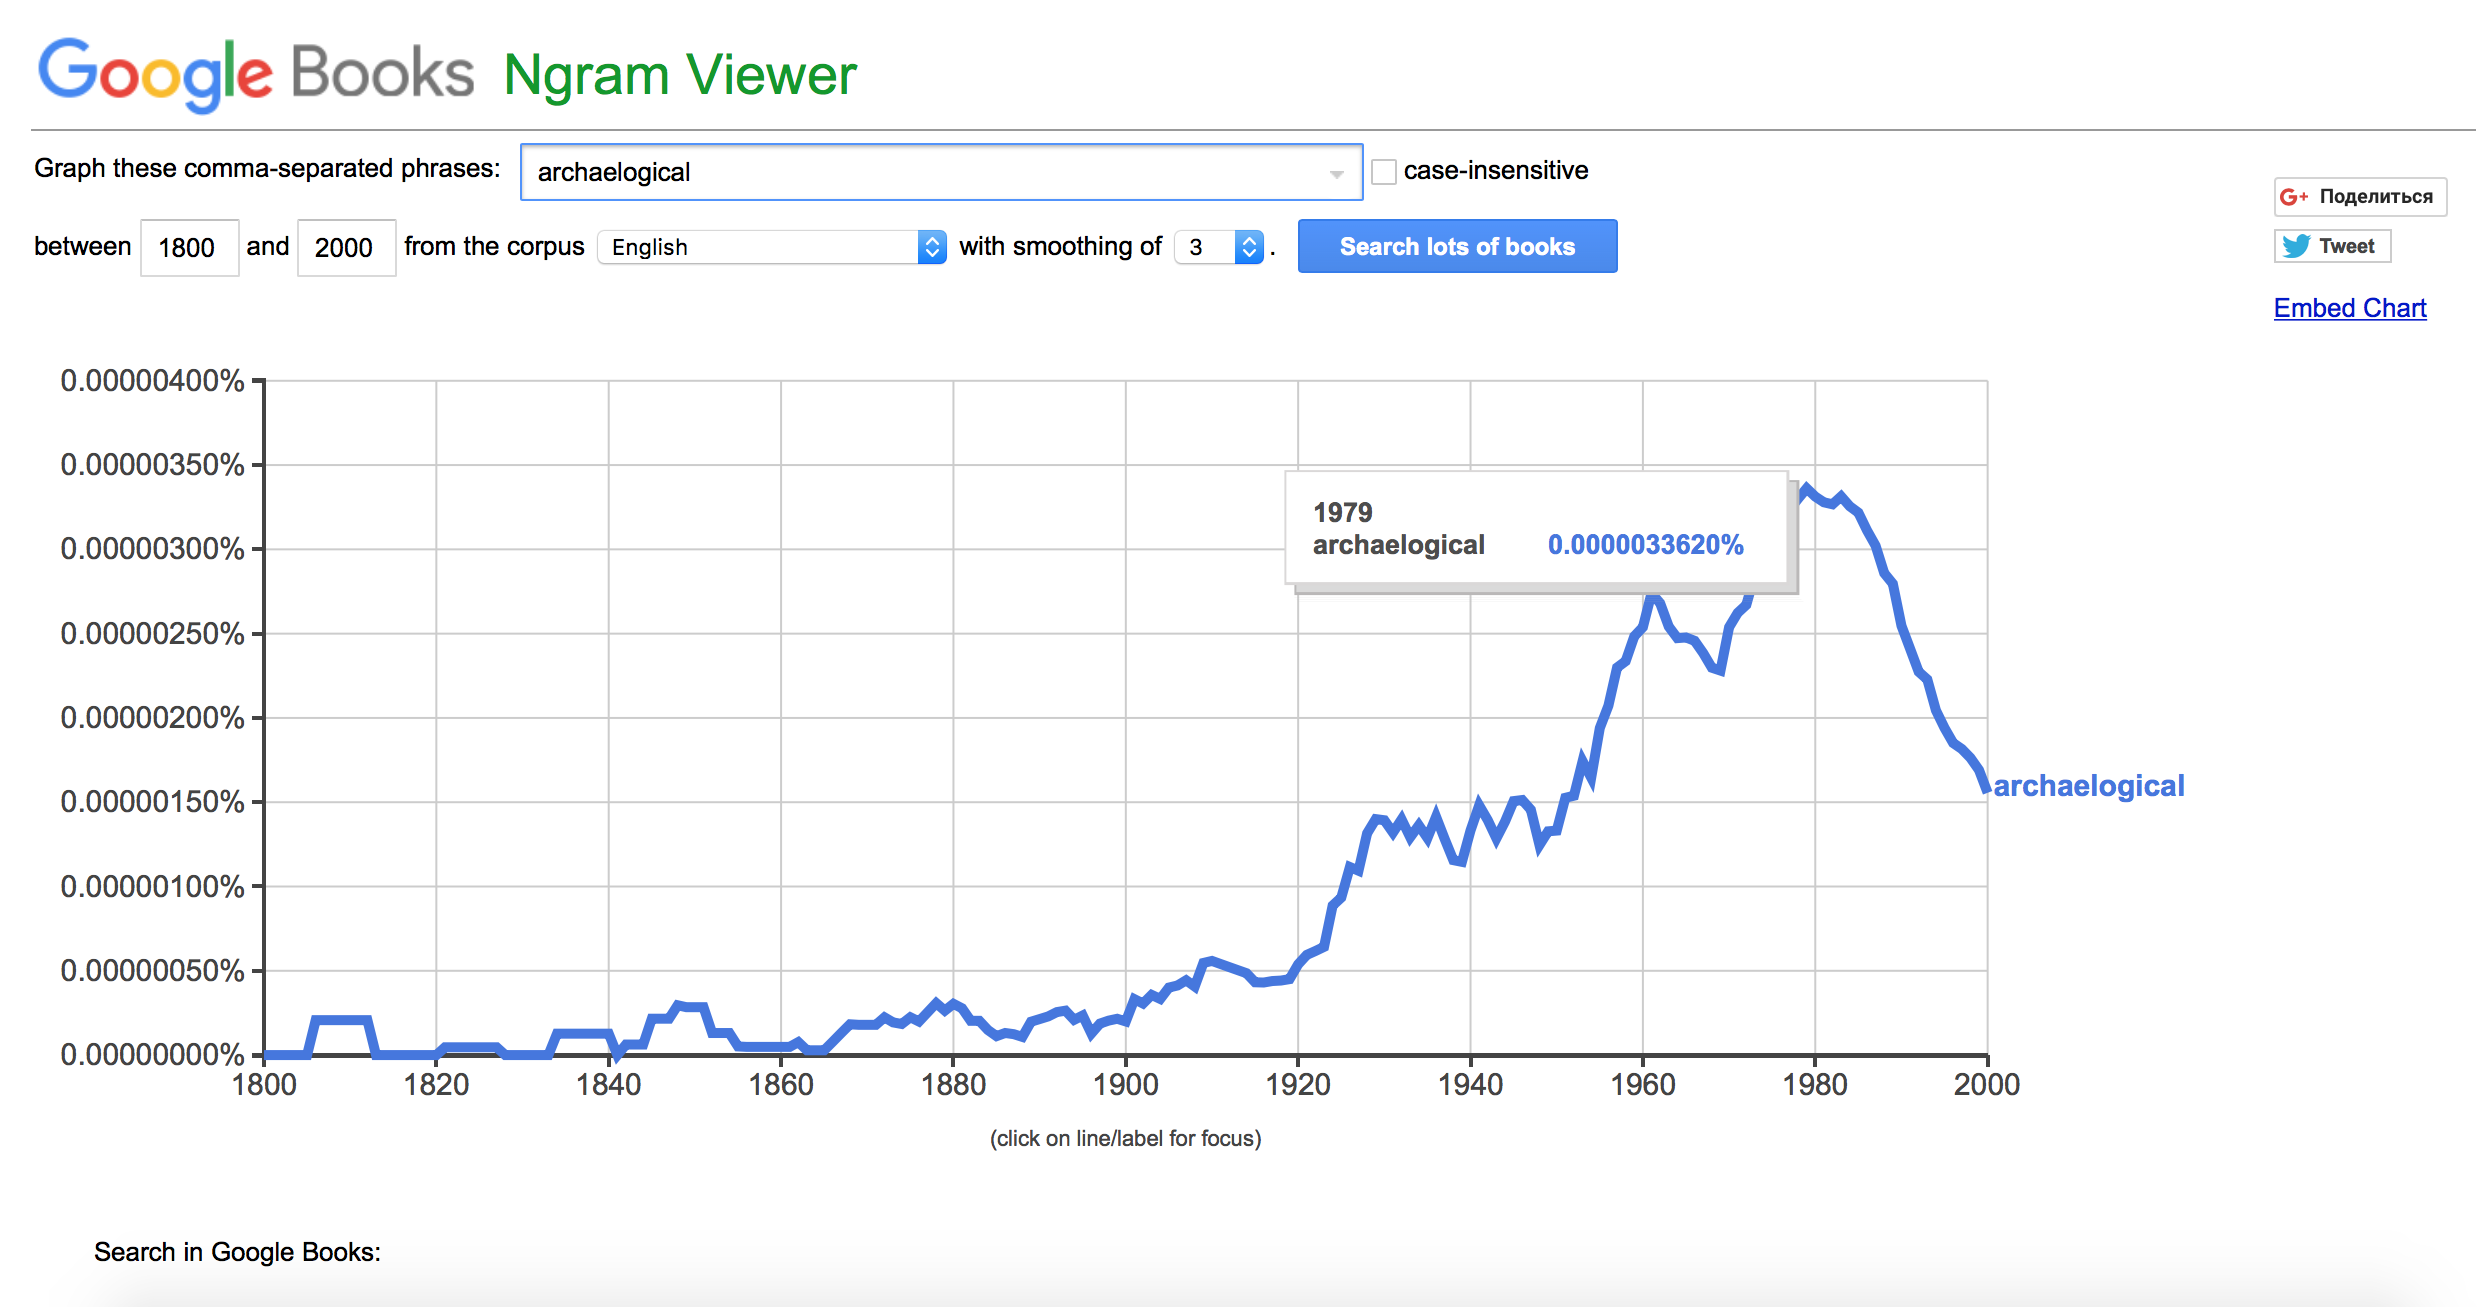 Google Books Ngram Viewer
Graph these comma-separated phrases: archaelogical case-insensitive
between 1800 and 2000 from the corpus English with smoothing of 3 . Search lots of books
G+ Поделиться
Tweet
Embed Chart
0.00000400%
0.00000350%
0.00000300%
0.00000250%
0.00000200%
0.00000150%
0.00000100%
0.00000050%
0.00000000%
1979
archaelogical 0.0000033620%
archaelogical
1800 1820 1840 1860 1880 1900 1920 1940 1960 1980 2000
(click on line/label for focus)
Search in Google Books: